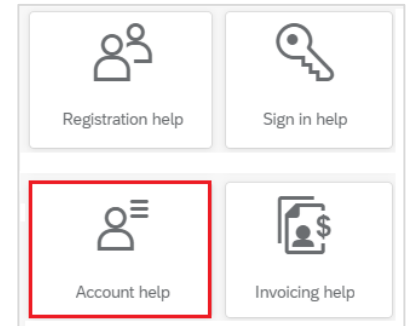 Registration help
Sign in help
Account help
Invoicing help